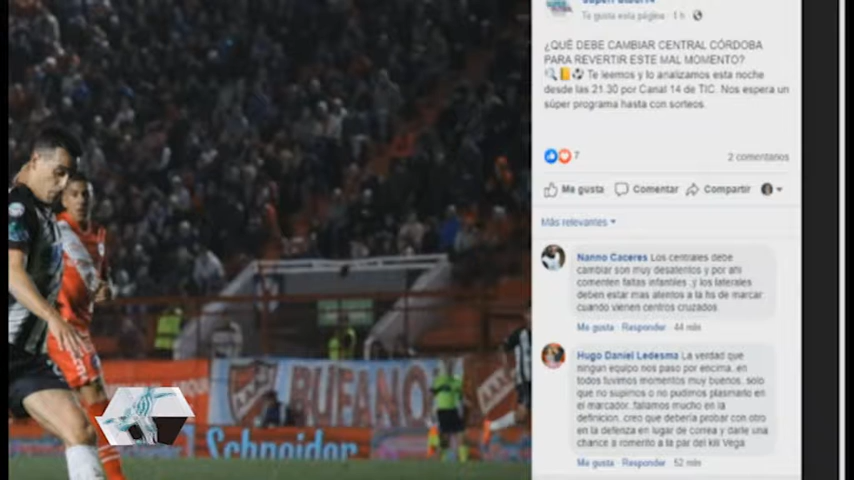 Te gusta esta página · 1 h
¿QUÉ DEBE CAMBIAR CENTRAL CÓRDOBA
PARA REVERTIR ESTE MAL MOMENTO?
Te leemos y lo analizamos esta noche
desde las 21.30 por Canal 14 de TIC. Nos espera un
súper programa hasta con sorteos.
7
2 comentarios
Me gusta
Comentar
Compartir
Más relevantes
Nanno Caceres Los centrales debe
cambiar son muy desatentos y por ahi
comenten faltas infantiles .y los laterales
deben estar mas atentos a la hs de marcar
cuando vienen centros cruzados
Me gusta · Responder · 44 min
Hugo Daniel Ledesma La verdad que
ningun equipo nos paso por encima..en
todos tuvimos momentos muy buenos..solo
que no supimos o no pudimos plasmarlo en
el marcador..fallamos mucho en la
definicion..creo que deberia probar con otro
en la defenza en lugar de correa y darle una
chance a romerito a la par del kili Vega
Me gusta · Responder · 52 min
RUFANO
Schneider